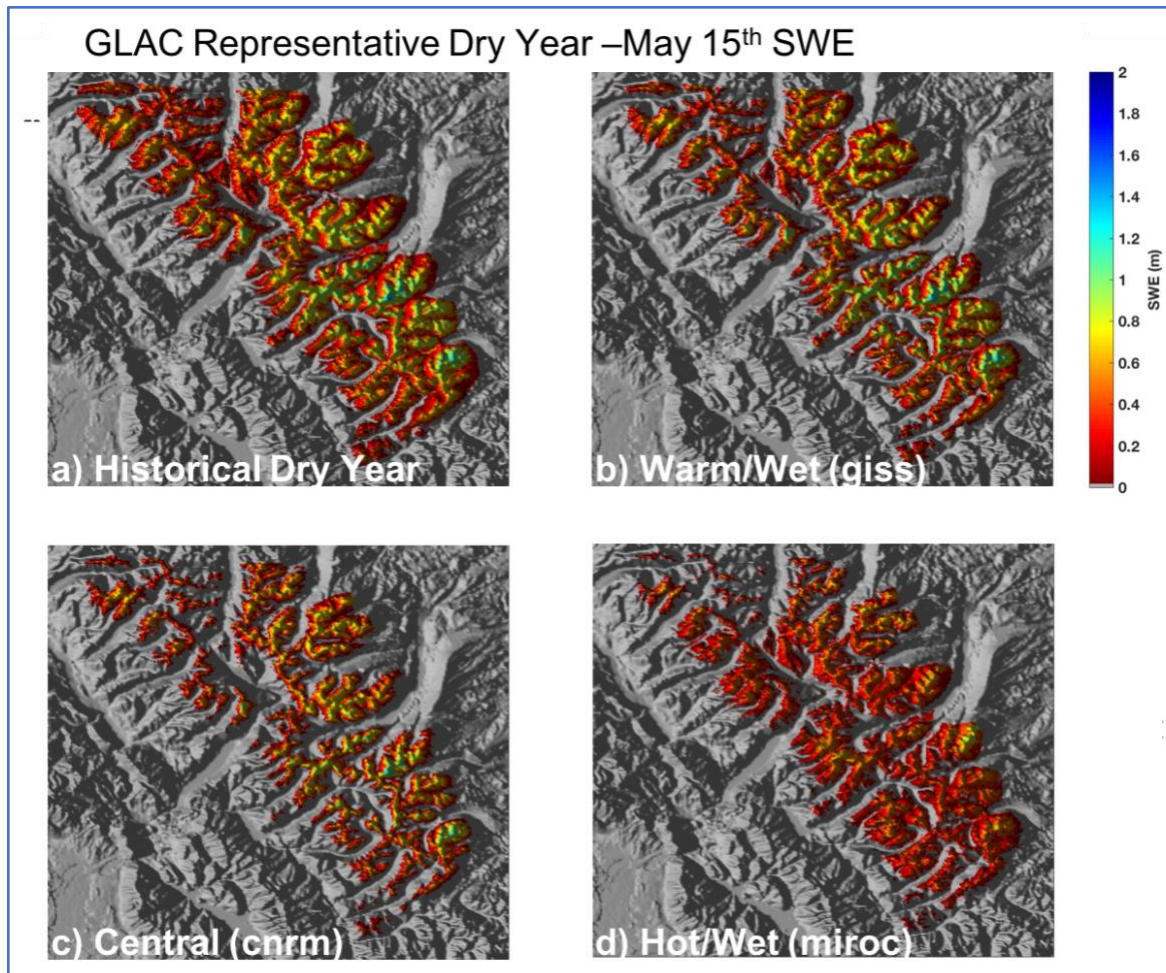 GLAC Representative Dry Year –May 15th SWE
--
2
1.8
1.6
1.4
1.2
1
0.8
0.6
0.4
0.2
0
SWE (m)
a) Historical Dry Year
b) Warm/Wet (giss)
c) Central (cnrm)
d) Hot/Wet (miroc)